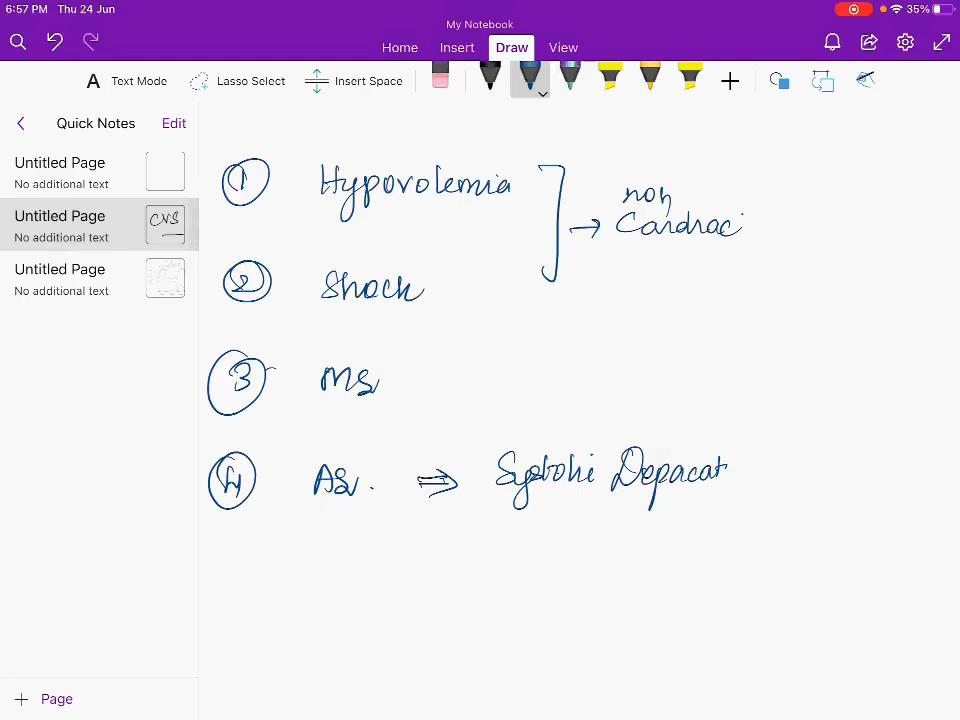 6:57 PM Thu 24 Jun
35%
My Notebook
Home Insert Draw View
Text Mode Lasso Select Insert Space
Quick Notes Edit
Untitled Page
No additional text
Untitled Page
No additional text
CNS
Untitled Page
No additional text
1 Hypovolemia
non
→ Cardiac
2 Shock
3 MS
4 AS. ⇒ Systolic
+ Page